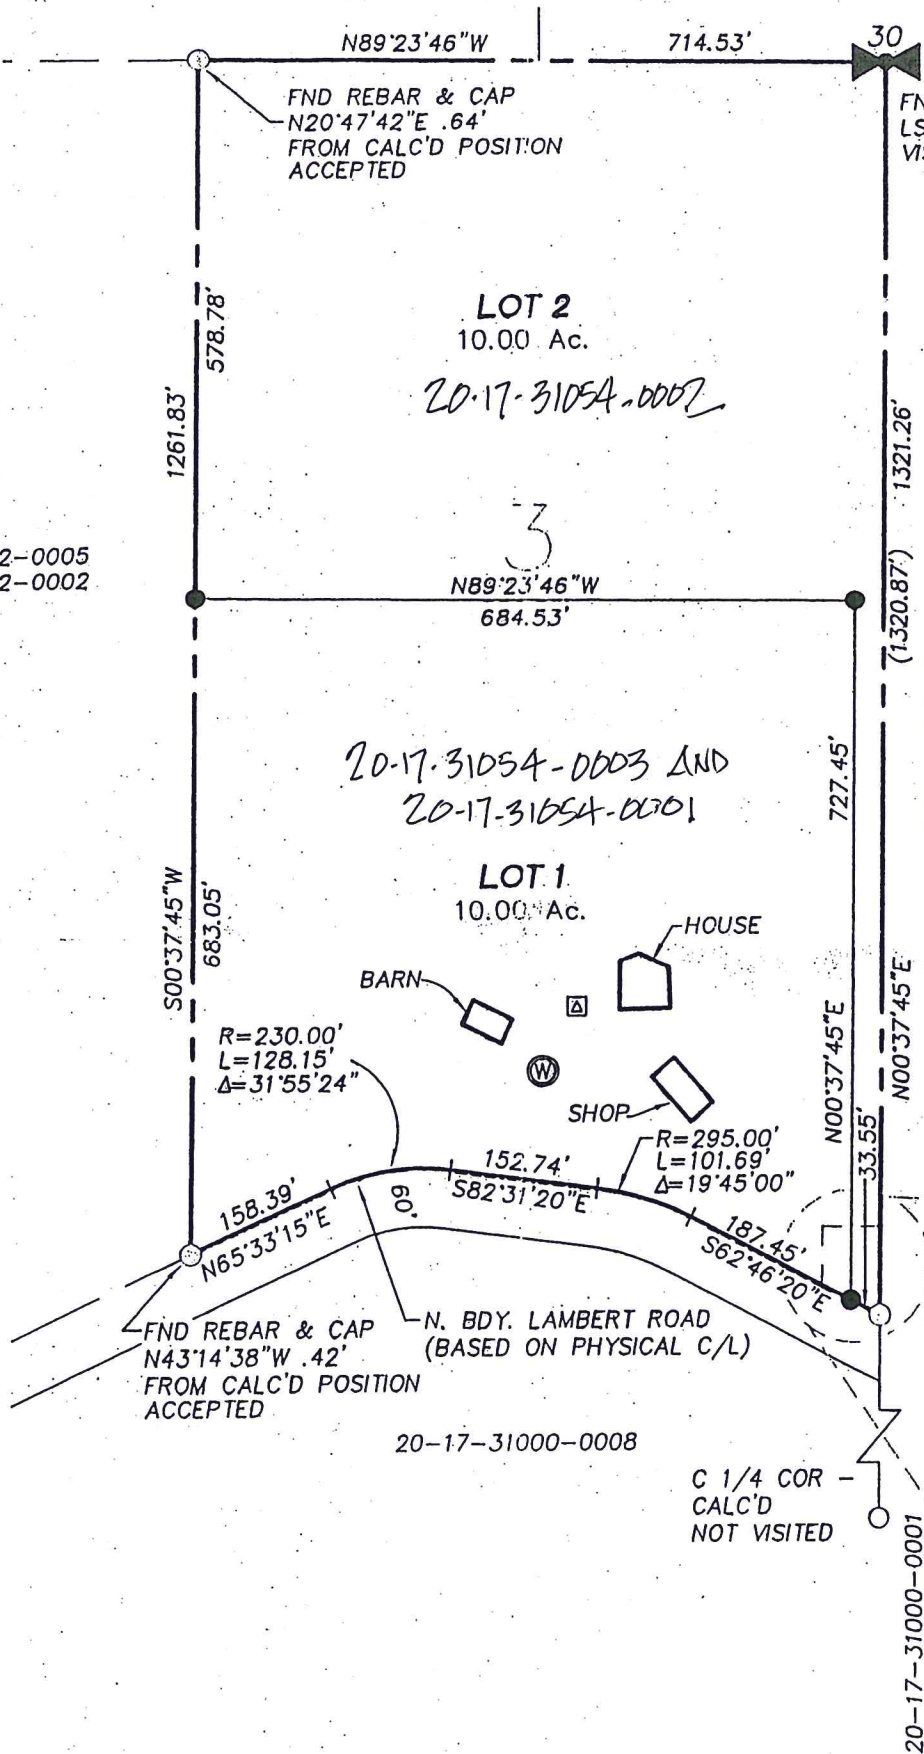 N89°23'46"W
714.53'
30
FND REBAR & CAP
N20°47'42"E .64'
FROM CALC'D POSITION
ACCEPTED
FN
LS
VIS
578.78'
1261.83'
LOT 2
10.00 Ac.
20-17-31054-0002
1321.26'
(1320.87')
3
2-0005
2-0002
N89°23'46"W
684.53'
20-17-31054-0003 AND
20-17-31054-0001
727.45'
LOT 1
10.00 Ac.
S00°37'45"W
683.05'
HOUSE
BARN
W
SHOP
N00°37'45"E
N00°37'45"E
33.55'
R=230.00'
L=128.15'
Δ=31°55'24"
R=295.00'
L=101.69'
Δ=19°45'00"
158.39'
N65°33'15"E
60'
152.74'
S82°31'20"E
187.45'
S62°46'20"E
FND REBAR & CAP
N43°14'38"W .42'
FROM CALC'D POSITION
ACCEPTED
N. BDY. LAMBERT ROAD
(BASED ON PHYSICAL C/L)
20-17-31000-0008
C 1/4 COR
CALC'D
NOT VISITED
20-17-31000-0001